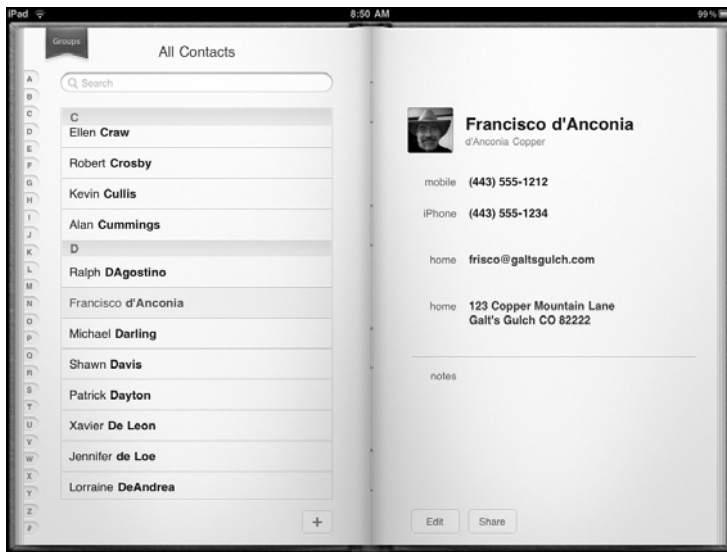 iPad
8:50 AM
99%
Groups
All Contacts
Search
A
B
C
D
E
F
G
H
I
J
K
L
M
N
O
P
Q
R
S
T
U
V
W
X
Y
Z
#
C
Ellen Craw
Robert Crosby
Kevin Cullis
Alan Cummings
D
Ralph DAgostino
Francisco d'Anconia
Michael Darling
Shawn Davis
Patrick Dayton
Xavier De Leon
Jennifer de Loe
Lorraine DeAndrea
+
Francisco d'Anconia
d'Anconia Copper
mobile (443) 555-1212
iPhone (443) 555-1234
home frisco@galtsgulch.com
home 123 Copper Mountain Lane
Galt's Gulch CO 82222
notes
Edit Share